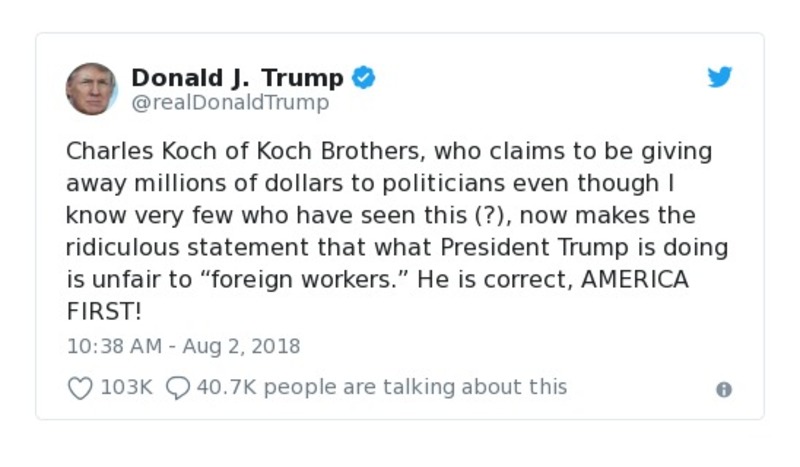 Donald J. Trump
@realDonaldTrump
Charles Koch of Koch Brothers, who claims to be giving
away millions of dollars to politicians even though I
know very few who have seen this (?), now makes the
ridiculous statement that what President Trump is doing
is unfair to “foreign workers.” He is correct, AMERICA
FIRST!
10:38 AM - Aug 2, 2018
103K 40.7K people are talking about this